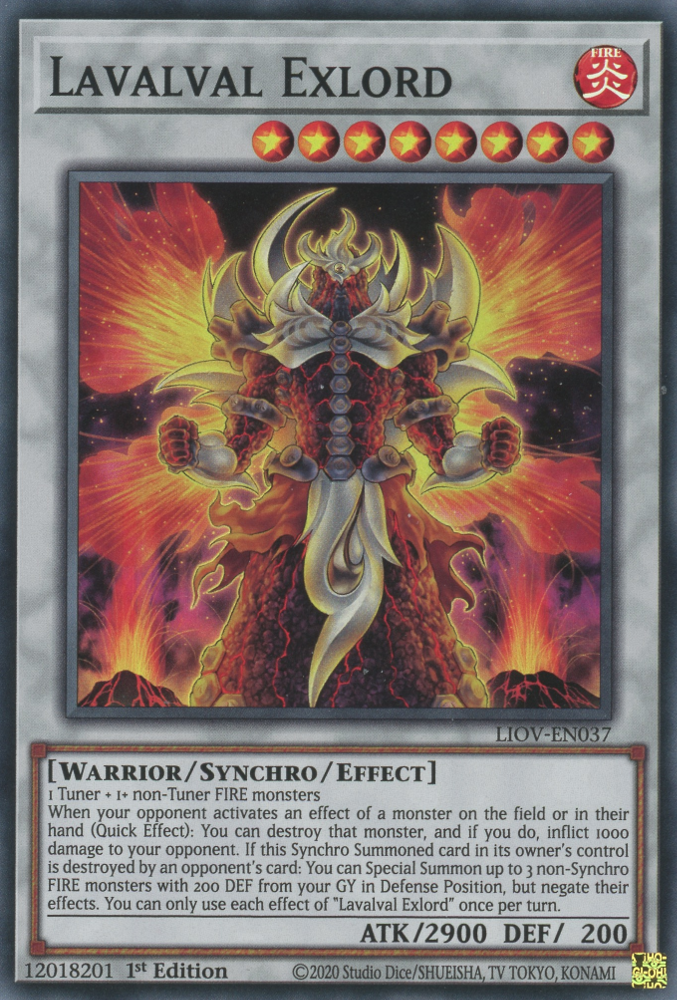 LAVALVAL EXLORD
FIRE
炎
LIOV-EN037
[WARRIOR/SYNCHRO/EFFECT]
1 Tuner + 1+ non-Tuner FIRE monsters
When your opponent activates an effect of a monster on the field or in their
hand (Quick Effect): You can destroy that monster, and if you do, inflict 1000
damage to your opponent. If this Synchro Summoned card in its owner's control
is destroyed by an opponent's card: You can Special Summon up to 3 non-Synchro
FIRE monsters with 200 DEF from your GY in Defense Position, but negate their
effects. You can only use each effect of "Lavalval Exlord" once per turn.
ATK/2900 DEF/ 200
12018201 1st Edition ©2020 Studio Dice/SHUEISHA, TV TOKYO, KONAMI